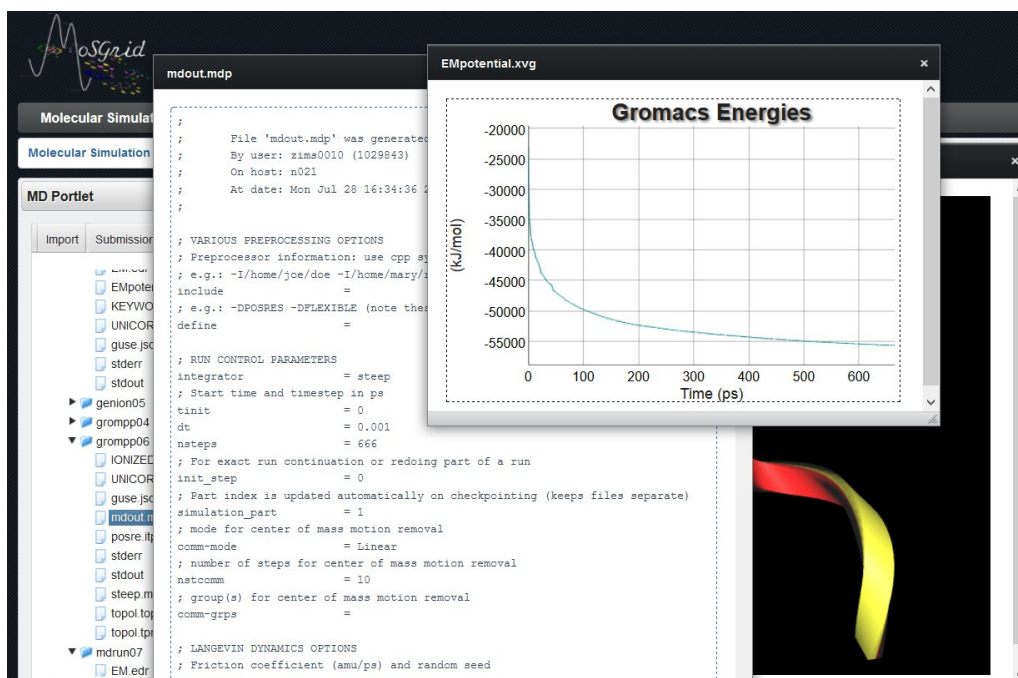 MoSGrid
Molecular Simulat
Molecular Simulation
MD Portlet
Import Submission
EM.edr
EMpoter
KEYWO
UNICOR
guse.jsc
stderr
stdout
genion05
grompp04
grompp06
IONIZED
UNICOR
guse.jsc
mdout.m
posre.itp
stderr
stdout
steep.m
topol.top
topol.tpr
mdrun07
EM.edr
mdout.mdp
;
; File 'mdout.mdp' was generated
; By user: zims0010 (1029843)
; On host: n021
; At date: Mon Jul 28 16:34:36 2
;
; VARIOUS PREPROCESSING OPTIONS
; Preprocessor information: use cpp sy
; e.g.: -I/home/joe/doe -I/home/mary/
include =
; e.g.: -DPOSRES -DFLEXIBLE (note thes
define =
; RUN CONTROL PARAMETERS
integrator = steep
; Start time and timestep in ps
tinit = 0
dt = 0.001
nsteps = 666
; For exact run continuation or redoing part of a run
init_step = 0
; Part index is updated automatically on checkpointing (keeps files separate)
simulation_part = 1
; mode for center of mass motion removal
comm-mode = Linear
; number of steps for center of mass motion removal
nstcomm = 10
; group(s) for center of mass motion removal
comm-grps =
; LANGEVIN DYNAMICS OPTIONS
; Friction coefficient (amu/ps) and random seed
EMpotential.xvg
×
Gromacs Energies
-20000
-25000
-30000
-35000
-40000
-45000
-50000
-55000
(kJ/mol)
0 100 200 300 400 500 600
Time (ps)
×